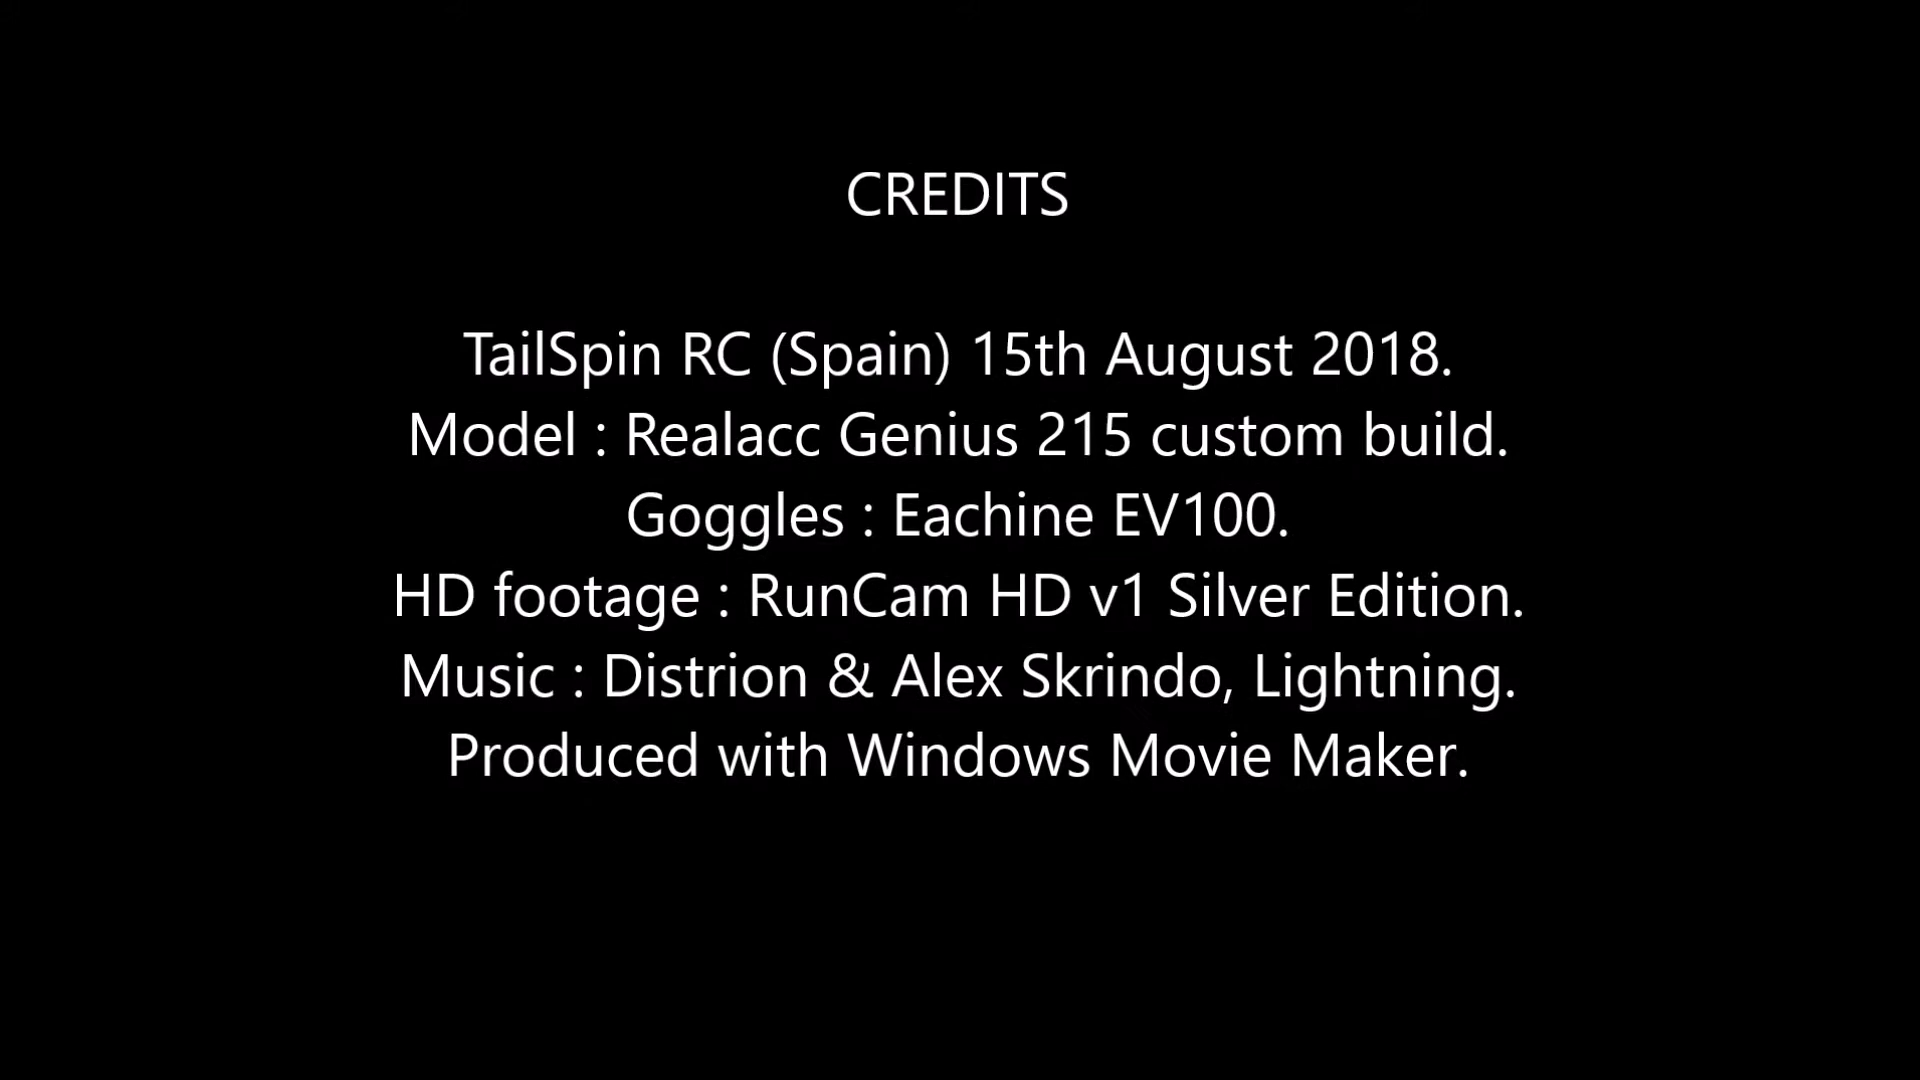 CREDITS
TailSpin RC (Spain) 15th August 2018.
Model : Realacc Genius 215 custom build.
Goggles : Eachine EV100.
HD footage : RunCam HD v1 Silver Edition.
Music : Distrion & Alex Skrindo, Lightning.
Produced with Windows Movie Maker.